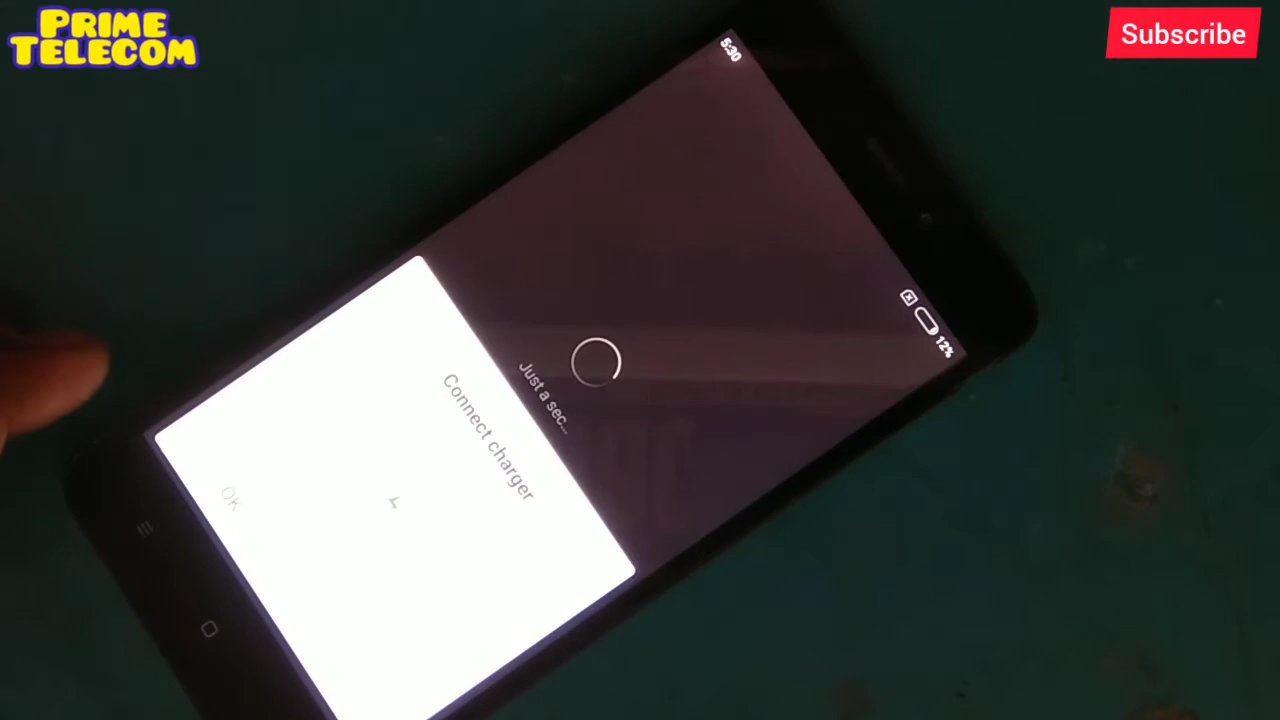 PRIME
TELECOM
Subscribe
5:30
12%
Just a sec...
Connect charger
OK